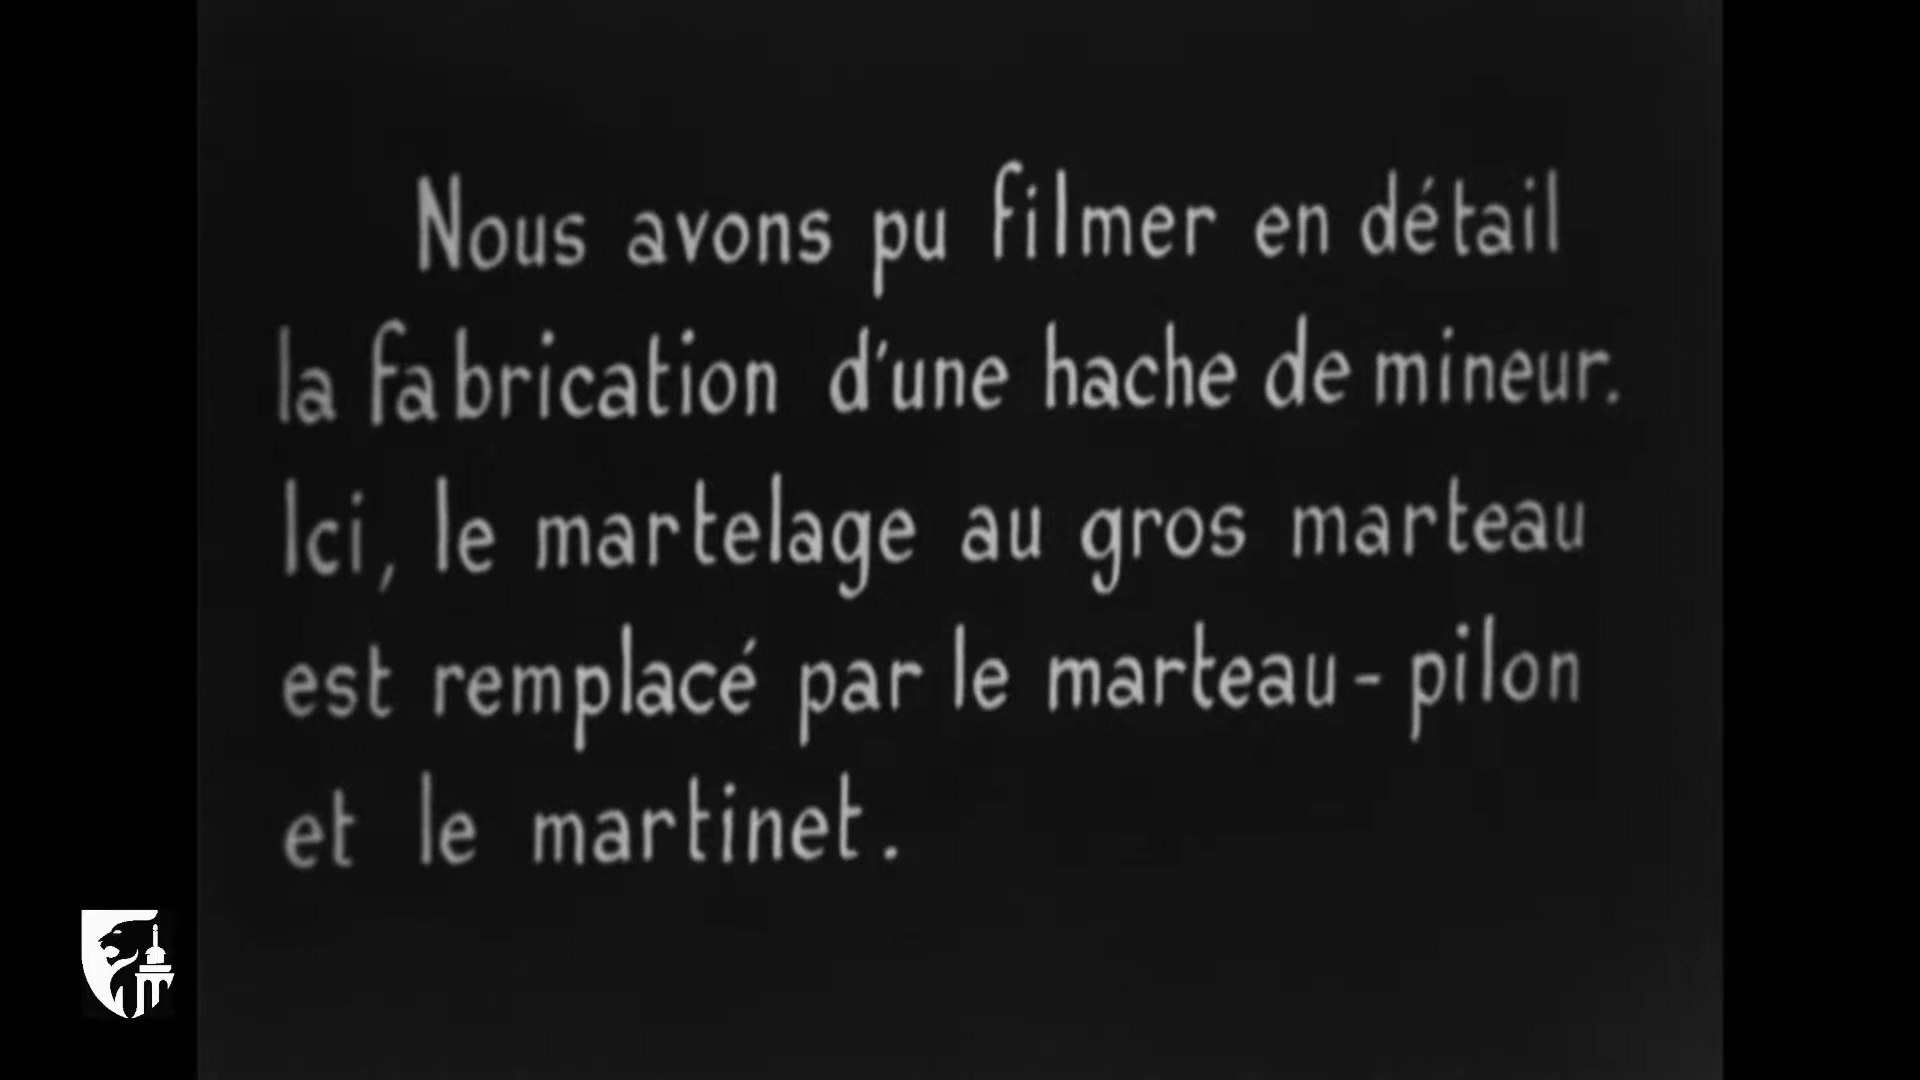 Nous avons pu filmer en détail
la fabrication d'une hache de mineur.
Ici, le martelage au gros marteau
est remplacé par le marteau-pilon
et le martinet.